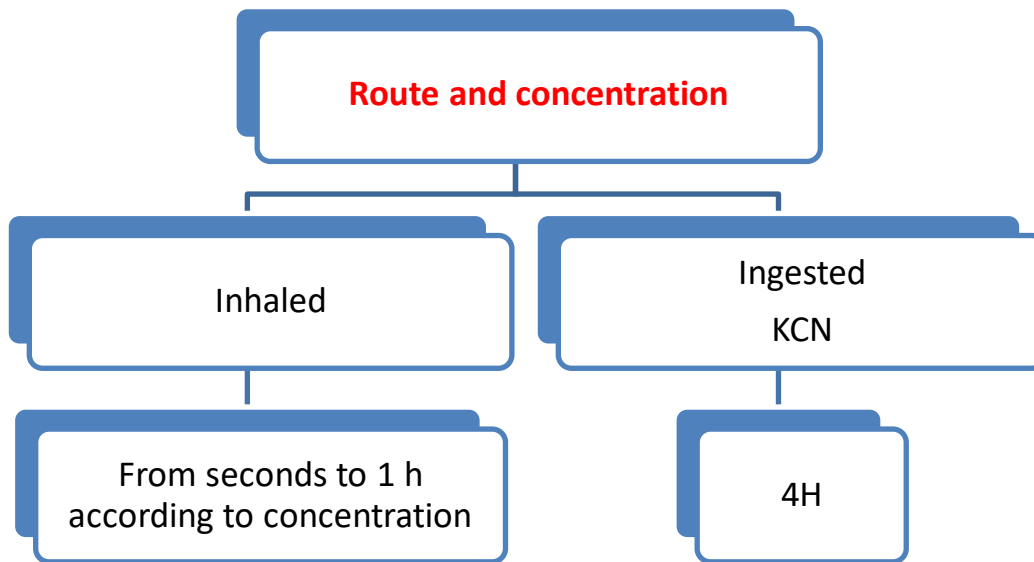 Route and concentration
Inhaled
Ingested
KCN
From seconds to 1 h
according to concentration
4H